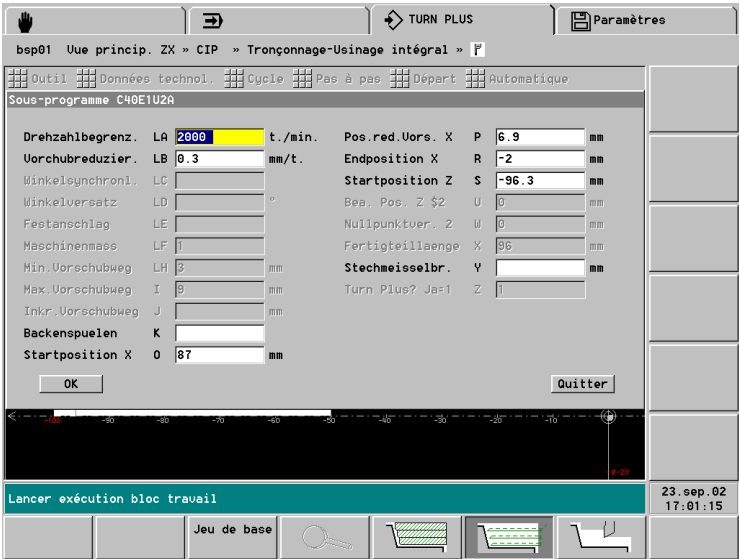 TURN PLUS
Paramètres
bsp01 Vue princip. ZX » CIP » Tronçonnage-Usinage intégral »
Outil Données technol. Cycle Pas à pas Départ Automatique
Sous-programme C40E1U2A
Drehzahlbegrenz. LA 2000 t./min. Pos.red.Vors. X P 6.9 mm
Vorchubreduzier. LB 0.3 mm/t. Endposition X R -2 mm
Winkelsynchronl. LC Startposition Z S -96.3 mm
Winkelversatz LD ° Bea. Pos. Z $2 U 0 mm
Festanschlag LE Nullpunktver. 2 W 0 mm
Maschinenmass LF 1 Fertigteillaenge X 96 mm
Min.Vorschubweg LH 3 mm Stechmeisselbr. Y mm
Max.Vorschubweg I 9 mm Turn Plus? Ja=1 Z 1
Inkr.Vorschubweg J mm
Backenspuelen K
Startposition X O 87 mm
OK Quitter
-100 -90 -80 -70 -60 -50 -40 -30 -20 -10
ø-20
Lancer exécution bloc travail
23.sep.02
17:01:15
Jeu de base